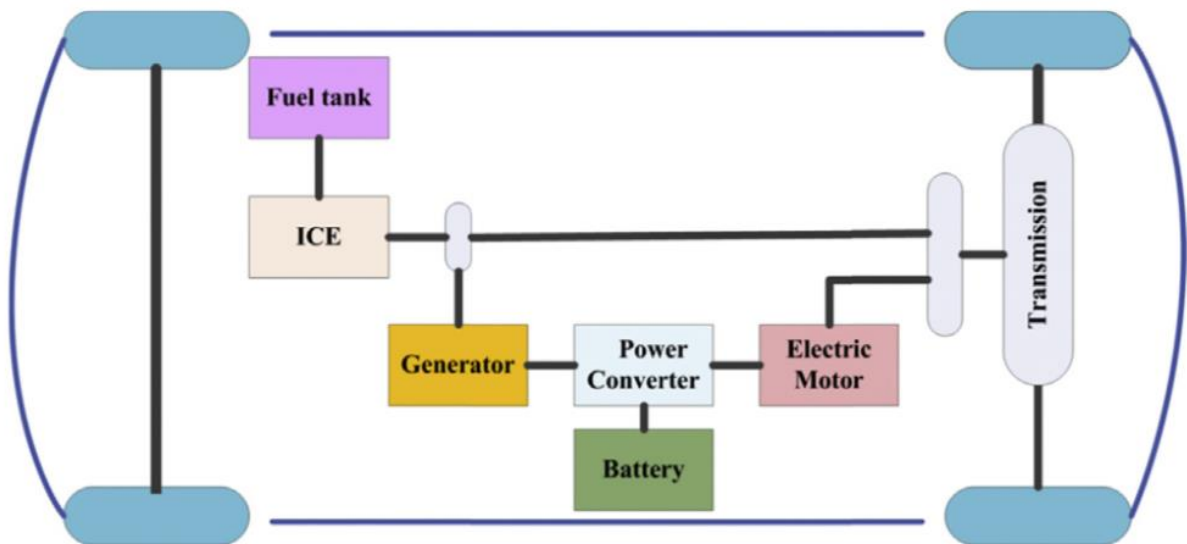 Fuel tank
ICE
Generator
Power
Converter
Electric
Motor
Battery
Transmission